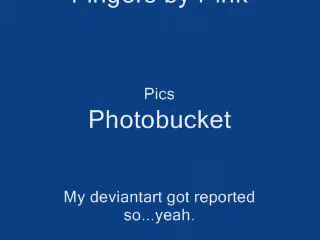 Fingers by Pink
Pics
Photobucket
My deviantart got reported
so...yeah.